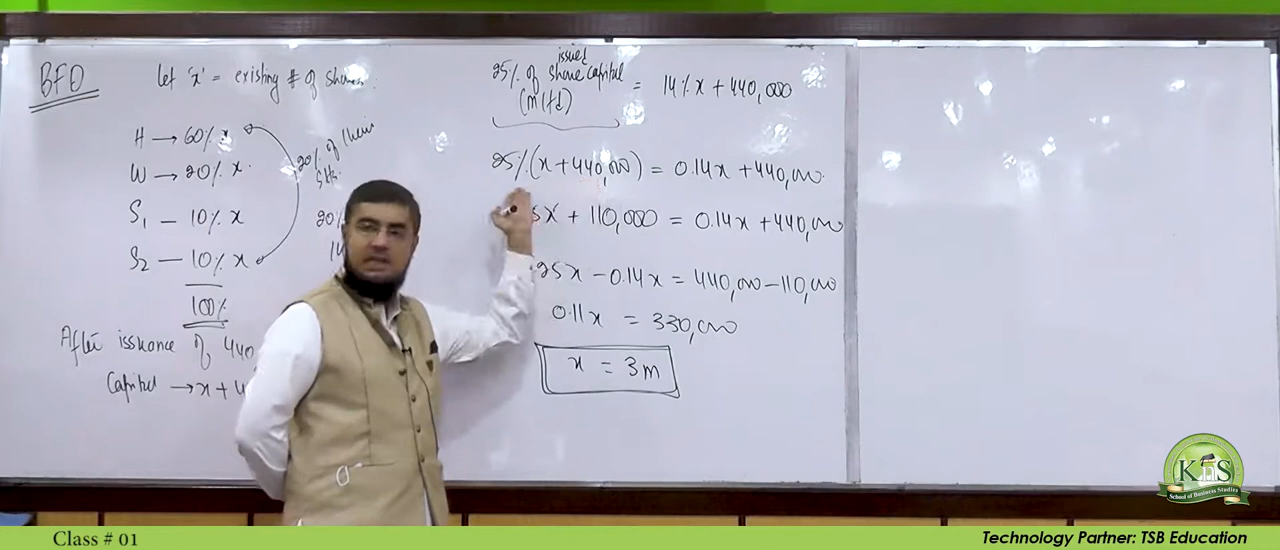 BFD
Let 'x' = existing # of shares.
H → 60% x
W → 20% x
S1 — 10% x
S2 — 10% x
100%
20% of their
20%
After issuance of 440,
Capital → x + 4
issued
25% of share capital = 14% x + 440,000
25% (x + 440,000) = 0.14x + 440,000.
5x + 110,000 = 0.14x + 440,000
.25x - 0.14x = 440,000 - 110,000
0.11x = 330,000
x = 3m
KnS
School of Business Studies
Class # 01
Technology Partner: TSB Education